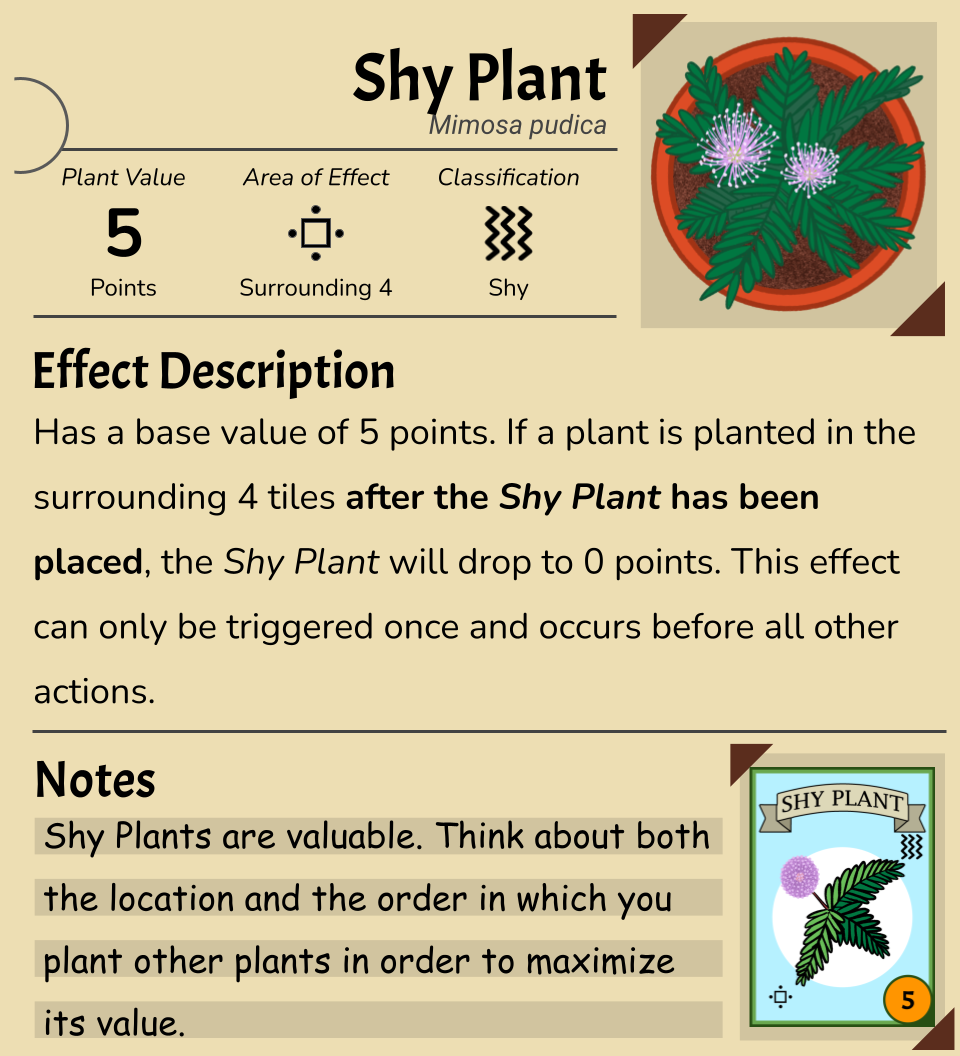 Shy Plant
Mimosa pudica
Plant Value
5
Points
Area of Effect
Surrounding 4
Classification
Shy
Effect Description
Has a base value of 5 points. If a plant is planted in the
surrounding 4 tiles after the Shy Plant has been
placed, the Shy Plant will drop to 0 points. This effect
can only be triggered once and occurs before all other
actions.
Notes
Shy Plants are valuable. Think about both
the location and the order in which you
plant other plants in order to maximize
its value.
SHY PLANT
5